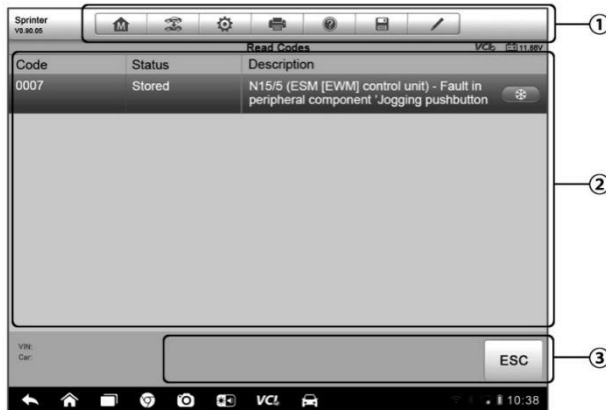 Sprinter
V0.90.05
M
①
Read Codes
VCI 11.88V
Code Status Description
0007 Stored N15/5 (ESM [EWM] control unit) - Fault in
peripheral component 'Jogging pushbutton
②
VIN:
Car:
ESC
③
VCI 10:38